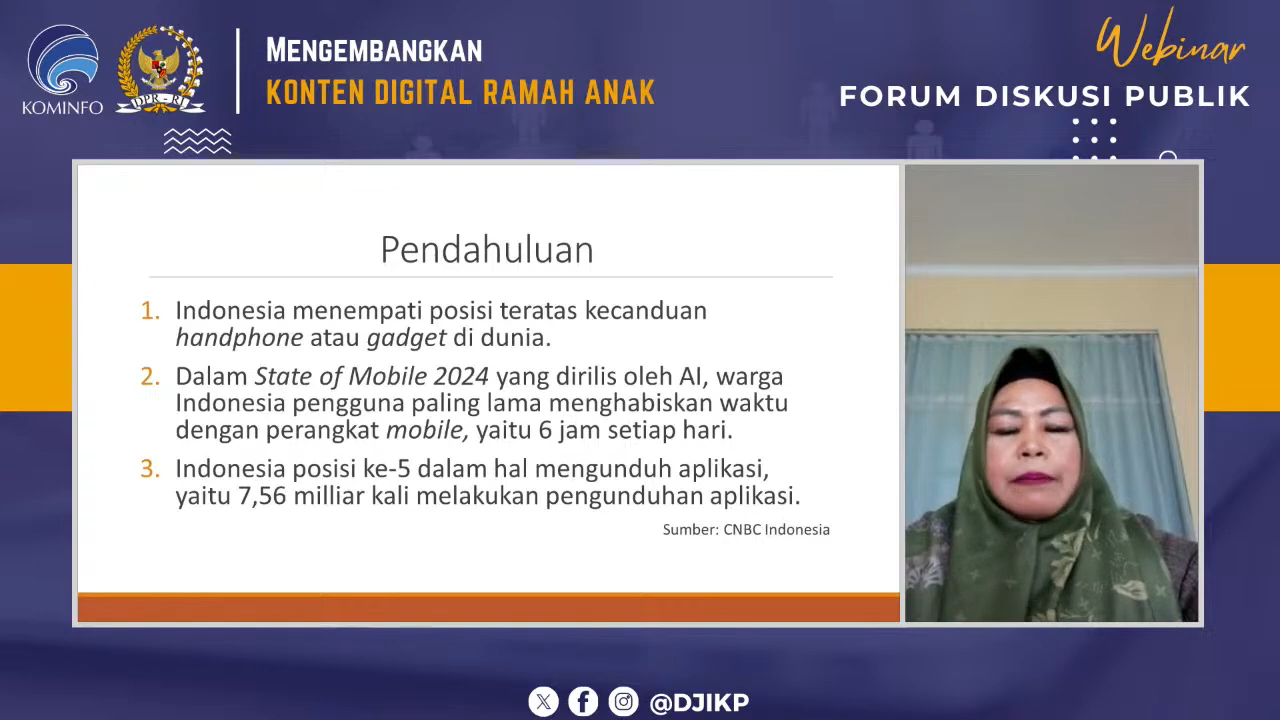 KOMINFO
DPR - RI
MENGEMBANGKAN
KONTEN DIGITAL RAMAH ANAK
Webinar
FORUM DISKUSI PUBLIK
Pendahuluan
1. Indonesia menempati posisi teratas kecanduan
handphone atau gadget di dunia.
2. Dalam State of Mobile 2024 yang dirilis oleh AI, warga
Indonesia pengguna paling lama menghabiskan waktu
dengan perangkat mobile, yaitu 6 jam setiap hari.
3. Indonesia posisi ke-5 dalam hal mengunduh aplikasi,
yaitu 7,56 milliar kali melakukan pengunduhan aplikasi.
Sumber: CNBC Indonesia
@DJIKP